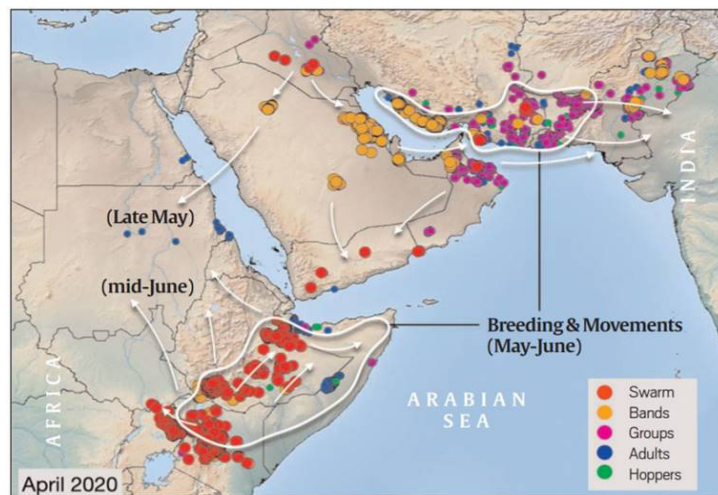 (Late May)
(mid-June)
Breeding & Movements
(May-June)
INDIA
AFRICA
ARABIAN
SEA
Swarm
Bands
Groups
Adults
Hoppers
April 2020